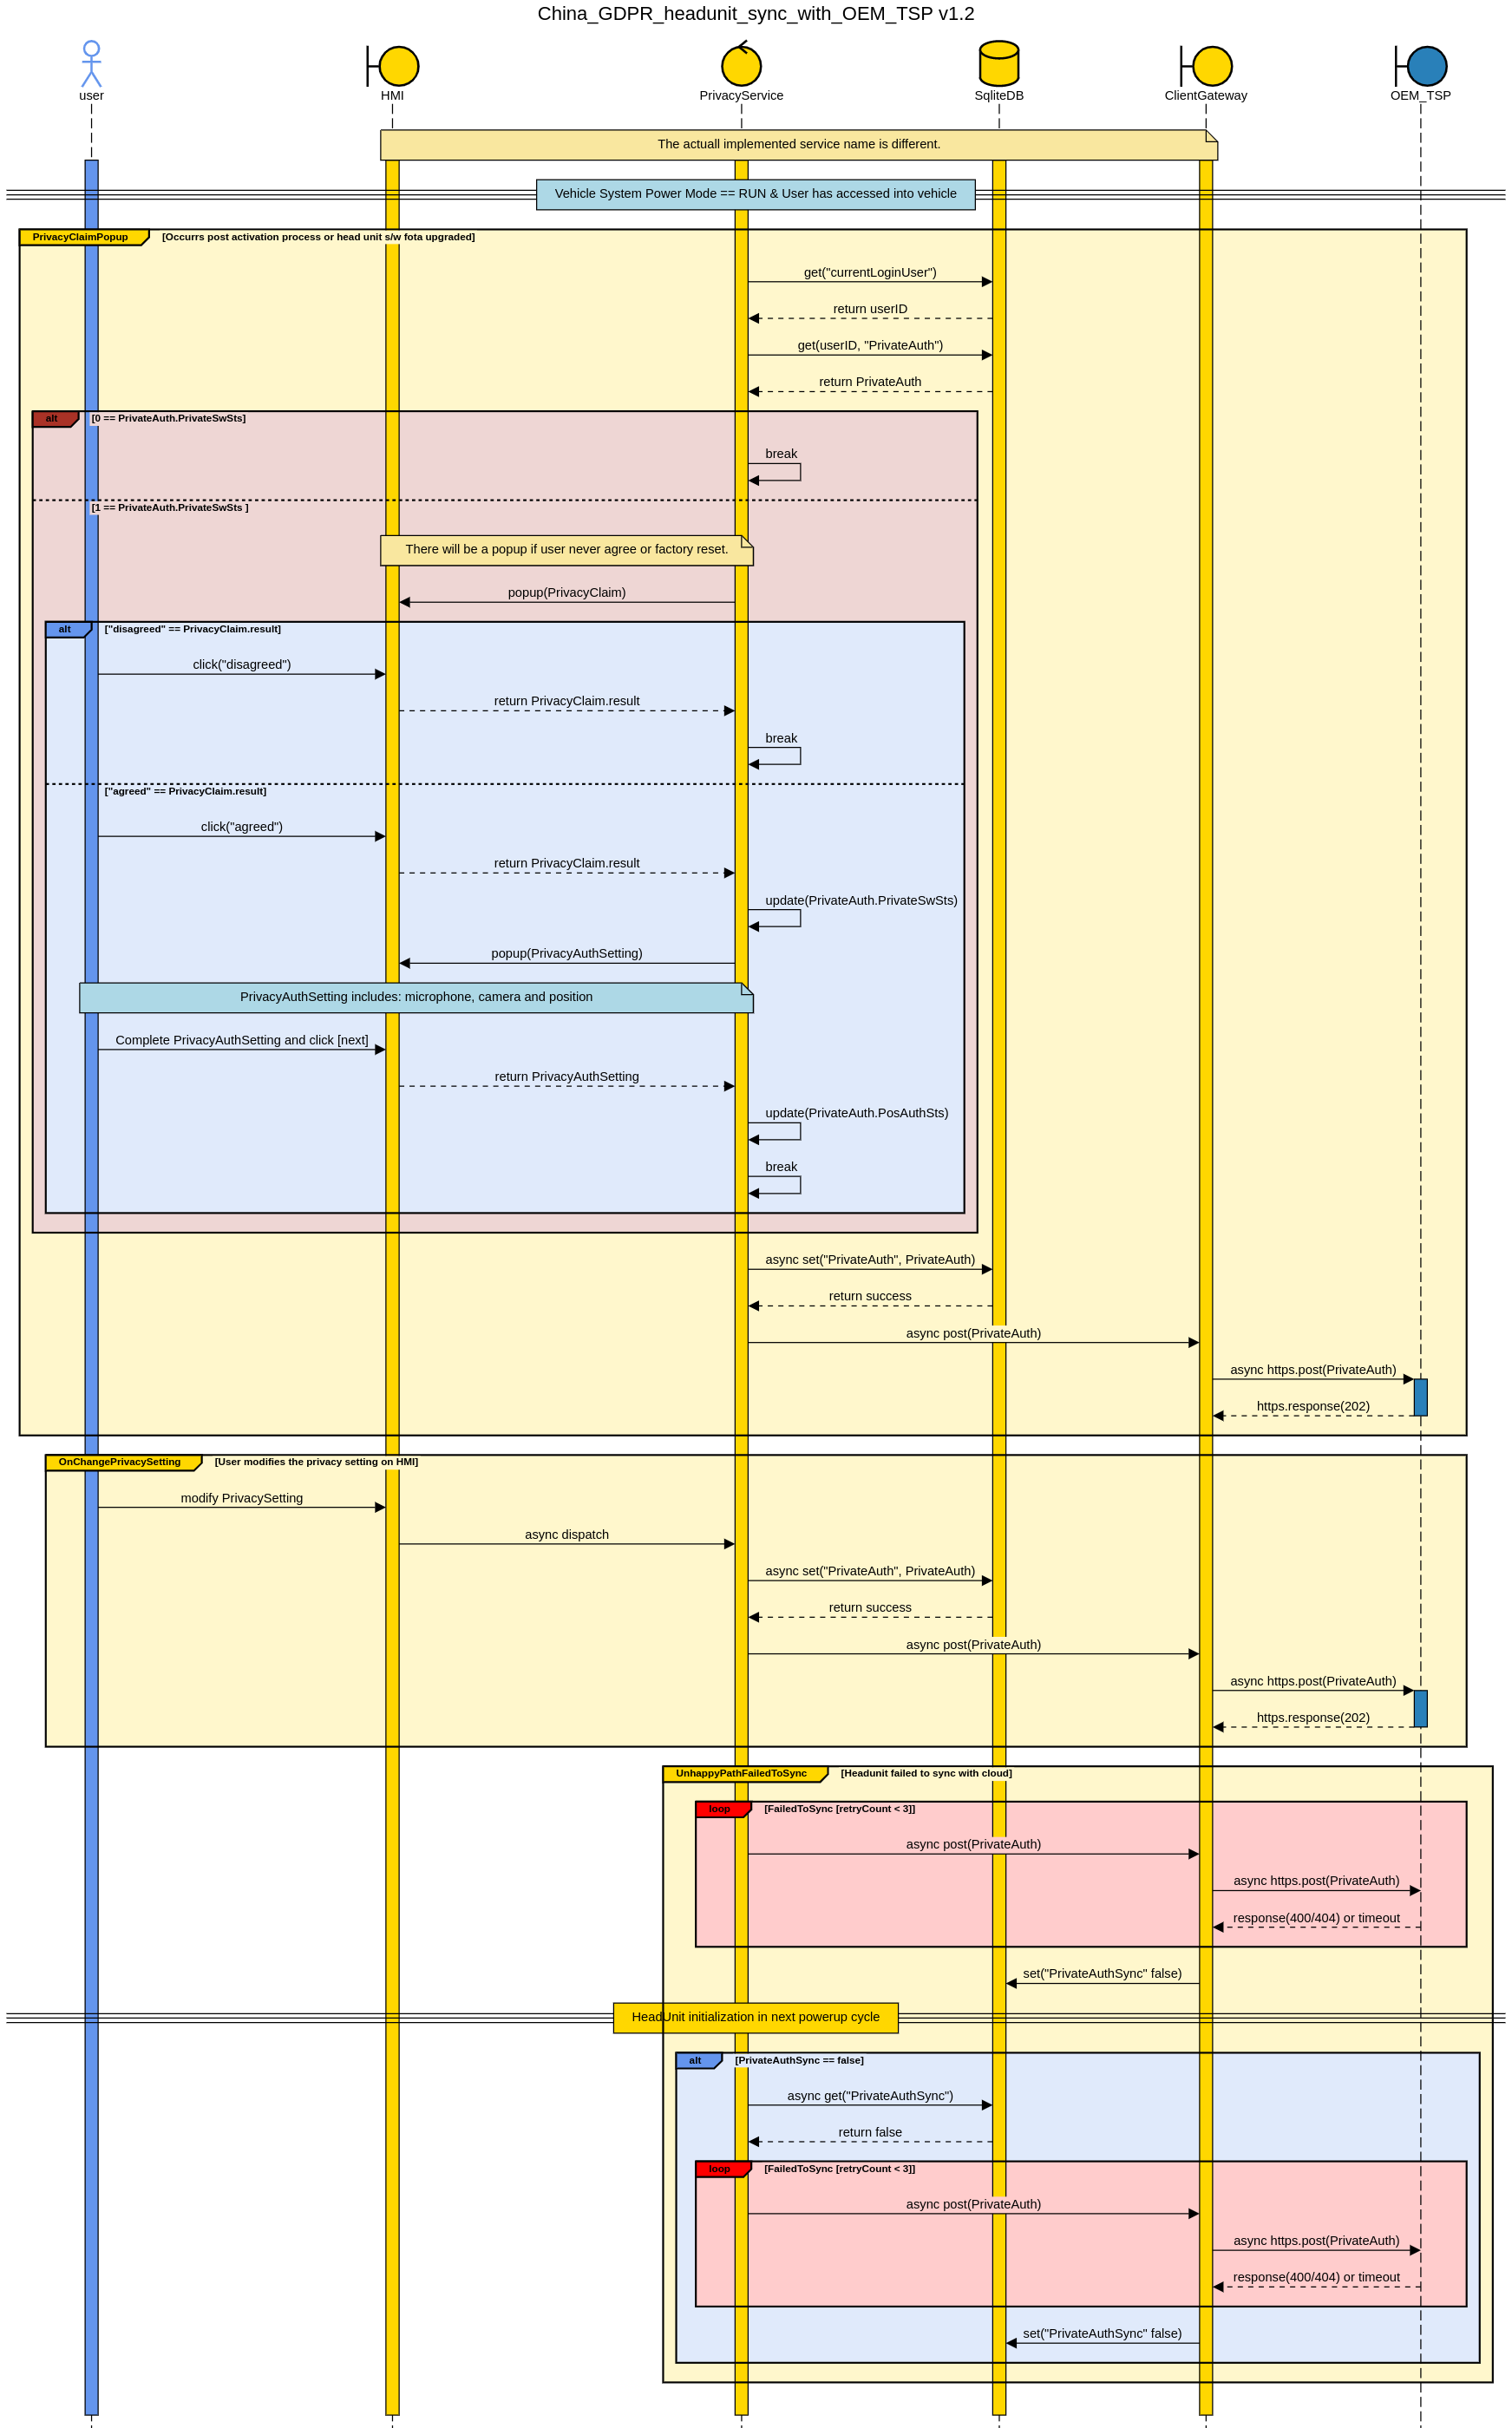 China_GDPR_headunit_sync_with_OEM_TSP v1.2
user
HMI
PrivacyService
SqliteDB
ClientGateway
OEM_TSP
The actuall implemented service name is different.
Vehicle System Power Mode == RUN & User has accessed into vehicle
PrivacyClaimPopup
[Occurrs post activation process or head unit s/w fota upgraded]
get("currentLoginUser")
return userID
get(userID, "PrivateAuth")
return PrivateAuth
alt
[0 == PrivateAuth.PrivateSwSts]
break
[1 == PrivateAuth.PrivateSwSts ]
There will be a popup if user never agree or factory reset.
popup(PrivacyClaim)
alt
["disagreed" == PrivacyClaim.result]
click("disagreed")
return PrivacyClaim.result
break
["agreed" == PrivacyClaim.result]
click("agreed")
return PrivacyClaim.result
update(PrivateAuth.PrivateSwSts)
popup(PrivacyAuthSetting)
PrivacyAuthSetting includes: microphone, camera and position
Complete PrivacyAuthSetting and click [next]
return PrivacyAuthSetting
update(PrivateAuth.PosAuthSts)
break
async set("PrivateAuth", PrivateAuth)
return success
async post(PrivateAuth)
async https.post(PrivateAuth)
https.response(202)
OnChangePrivacySetting
[User modifies the privacy setting on HMI]
modify PrivacySetting
async dispatch
async set("PrivateAuth", PrivateAuth)
return success
async post(PrivateAuth)
async https.post(PrivateAuth)
https.response(202)
UnhappyPathFailedToSync
[Headunit failed to sync with cloud]
loop
[FailedToSync [retryCount < 3]]
async post(PrivateAuth)
async https.post(PrivateAuth)
response(400/404) or timeout
set("PrivateAuthSync" false)
HeadUnit initialization in next powerup cycle
alt
[PrivateAuthSync == false]
async get("PrivateAuthSync")
return false
loop
[FailedToSync [retryCount < 3]]
async post(PrivateAuth)
async https.post(PrivateAuth)
response(400/404) or timeout
set("PrivateAuthSync" false)